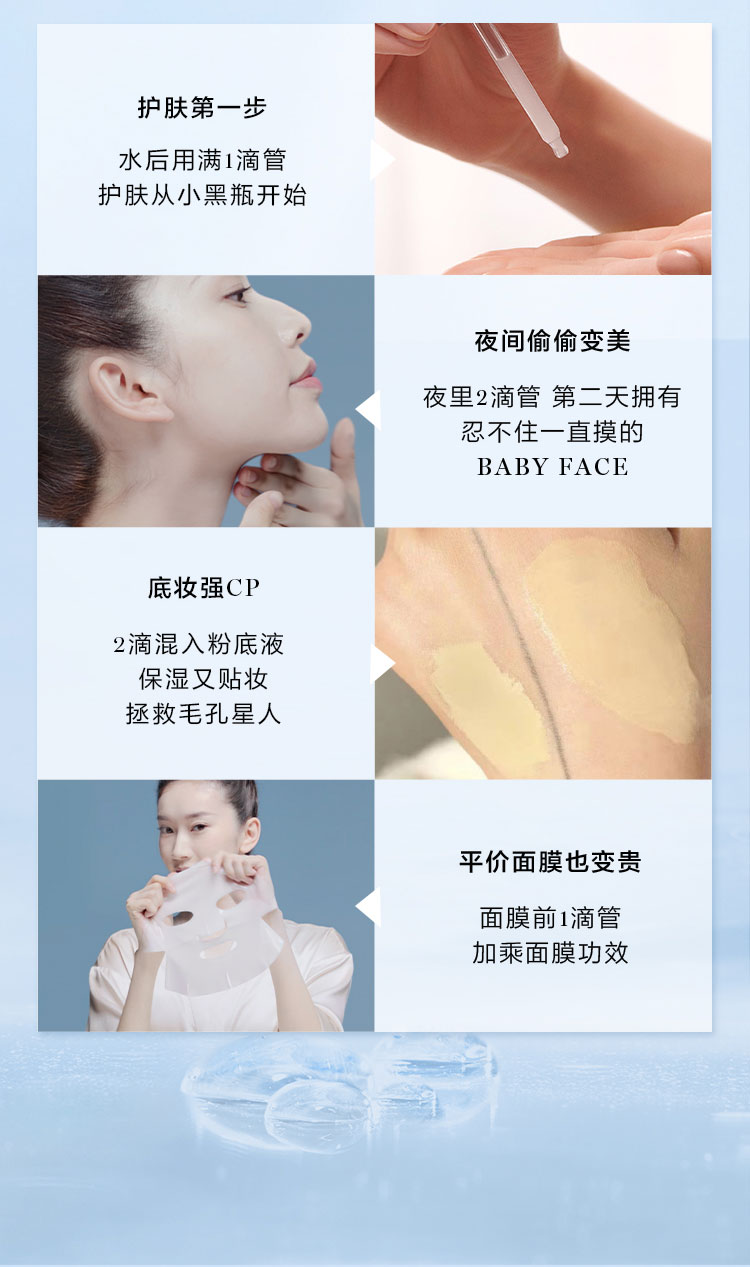 护肤第一步
水后用满1滴管
护肤从小黑瓶开始
夜间偷偷变美
夜里2滴管 第二天拥有
忍不住一直摸的
BABY FACE
底妆强CP
2滴混入粉底液
保湿又贴妆
拯救毛孔星人
平价面膜也变贵
面膜前1滴管
加乘面膜功效